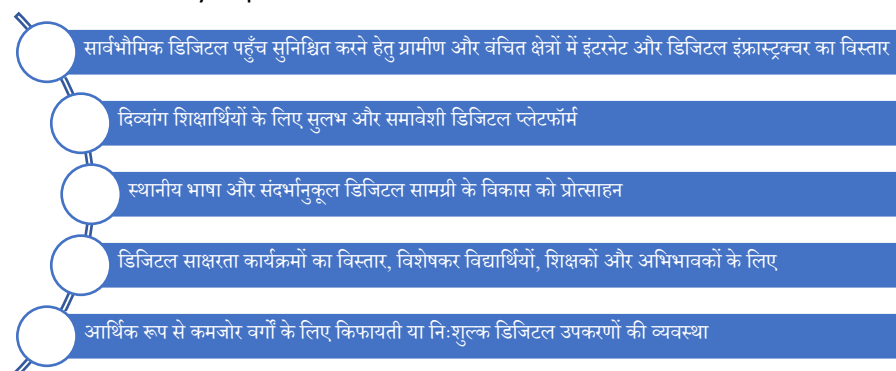 सार्वभौमिक डिजिटल पहुँच सुनिश्चित करने हेतु ग्रामीण और वंचित क्षेत्रों में इंटरनेट और डिजिटल इंफ्रास्ट्रक्चर का विस्तार
दिव्यांग शिक्षार्थियों के लिए सुलभ और समावेशी डिजिटल प्लेटफॉर्म
स्थानीय भाषा और संदर्भानुकूल डिजिटल सामग्री के विकास को प्रोत्साहन
डिजिटल साक्षरता कार्यक्रमों का विस्तार, विशेषकर विद्यार्थियों, शिक्षकों और अभिभावकों के लिए
आर्थिक रूप से कमजोर वर्गों के लिए किफायती या नि:शुल्क डिजिटल उपकरणों की व्यवस्था